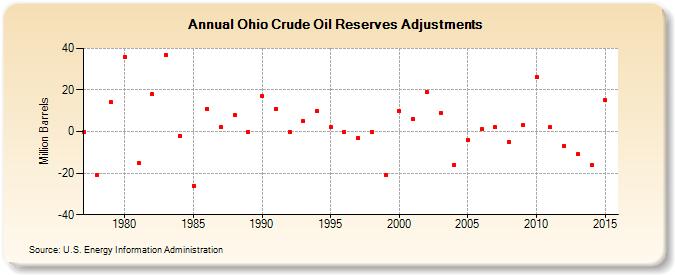 Annual Ohio Crude Oil Reserves Adjustments
Million Barrels
40
20
0
-20
-40
1980 1985 1990 1995 2000 2005 2010 2015
Source: U.S. Energy Information Administration